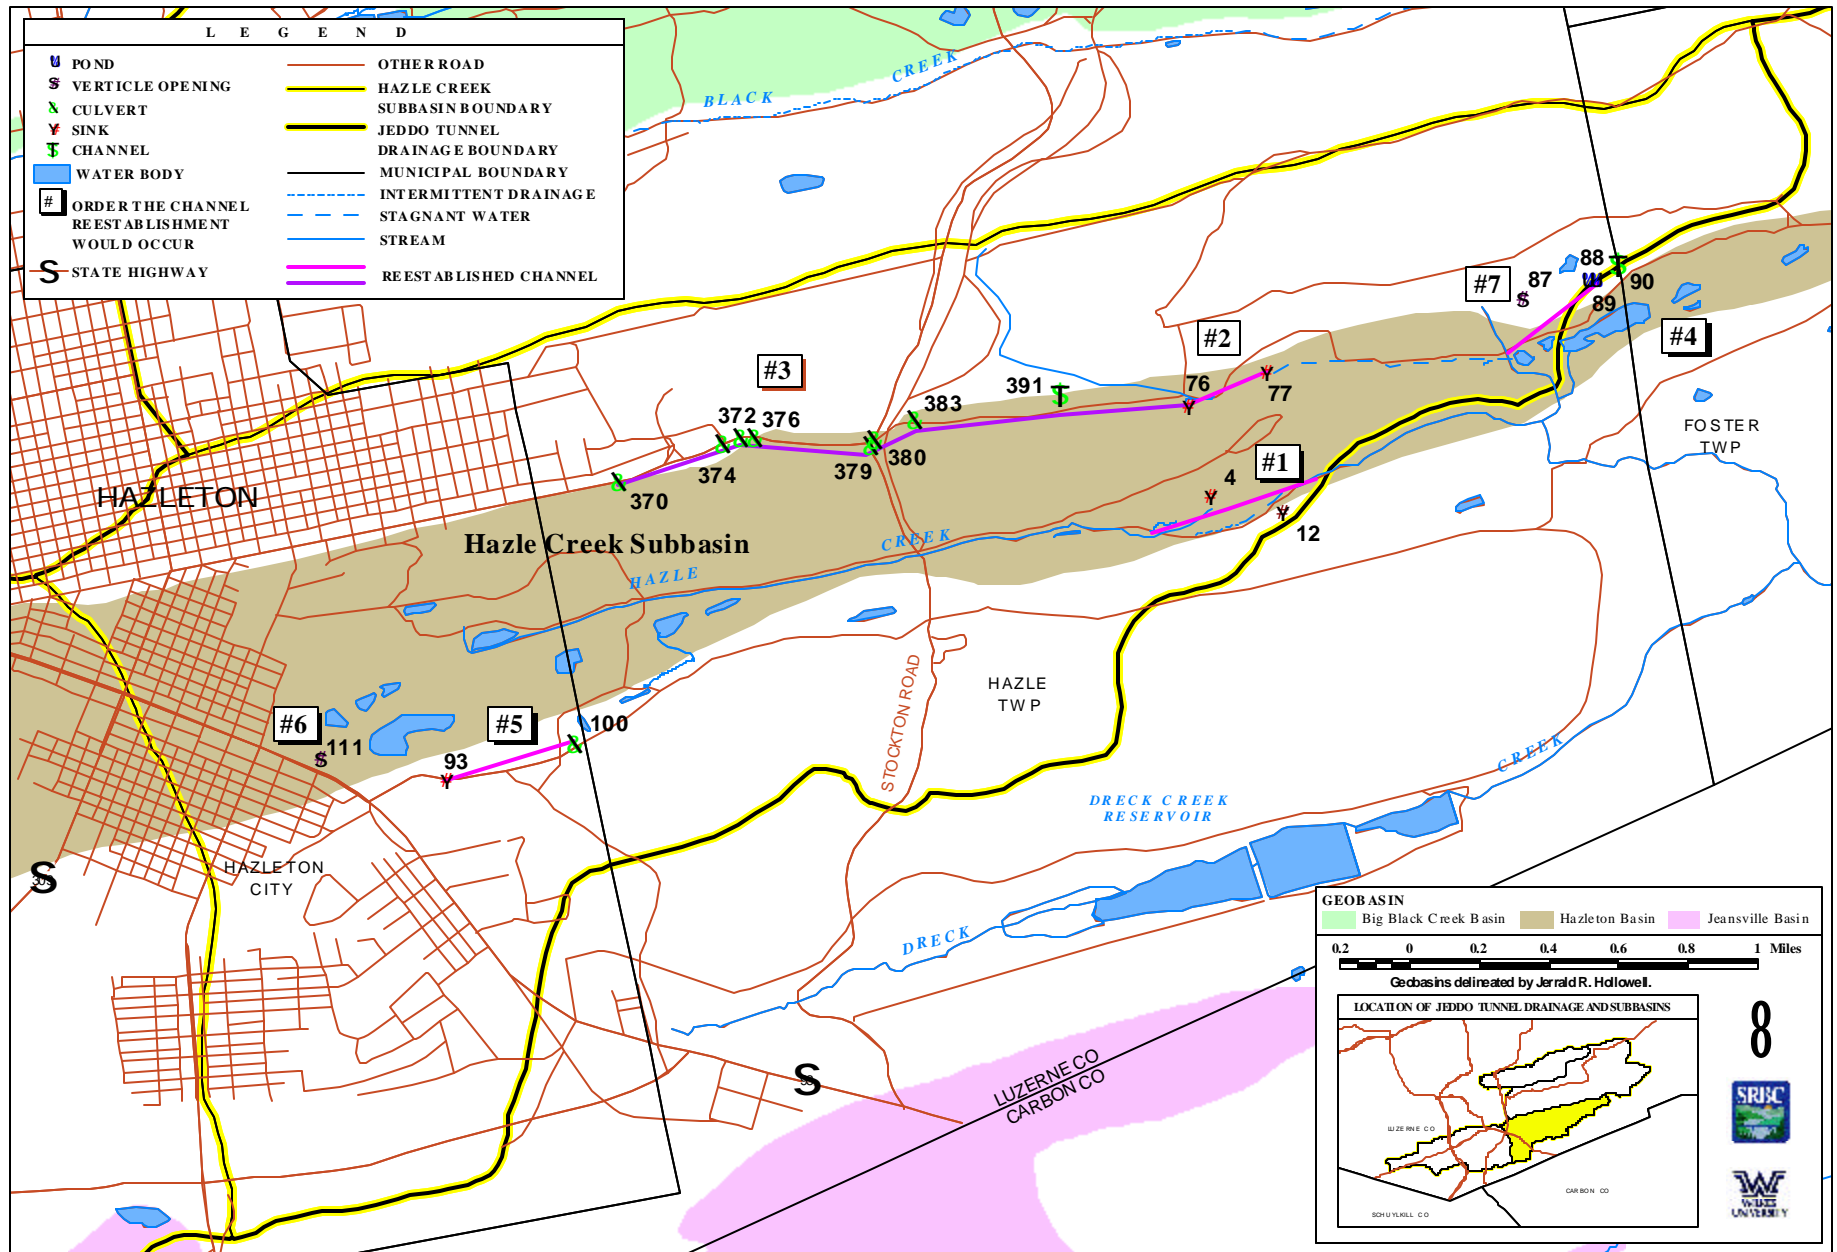 L E G E N D
POND
VERTICLE OPENING
CULVERT
SINK
CHANNEL
WATER BODY
# ORDER THE CHANNEL
REESTABLISHMENT
WOULD OCCUR
S STATE HIGHWAY
OTHER ROAD
HAZLE CREEK
SUBBASIN BOUNDARY
JEDDO TUNNEL
DRAINAGE BOUNDARY
MUNICIPAL BOUNDARY
INTERMITTENT DRAINAGE
STAGNANT WATER
STREAM
REESTABLISHED CHANNEL
BLACK CREEK
#7
87
88
89
90
#4
#2
76
77
#3
372
376
391
383
374
379
380
370
#1
4
12
FOSTER
TWP
HAZLETON
Hazle Creek Subbasin
HAZLE CREEK
#6
111
#5
93
100
STOCKTON ROAD
HAZLE
TWP
HAZLETON
CITY
S
S
DRECK CREEK
RESERVOIR
DRECK CREEK
LUZERNE CO
CARBON CO
GEOBASIN
Big Black Creek Basin Hazleton Basin Jeansville Basin
0.2 0 0.2 0.4 0.6 0.8 1 Miles
Geobasins delineated by Jerrald R. Hollowell.
LOCATION OF JEDDO TUNNEL DRAINAGE AND SUBBASINS
LUZERNE CO
CARBON CO
SCHUYLKILL CO
8
SRBC
WILKES
UNIVERSITY